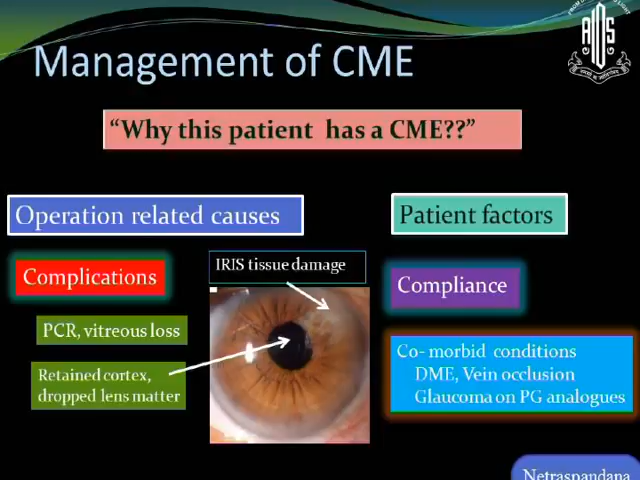 Management of CME
“Why this patient has a CME??”
Operation related causes
Patient factors
Complications
IRIS tissue damage
Compliance
PCR, vitreous loss
Retained cortex,
dropped lens matter
Co- morbid conditions
DME, Vein occlusion
Glaucoma on PG analogues
Netraspandana